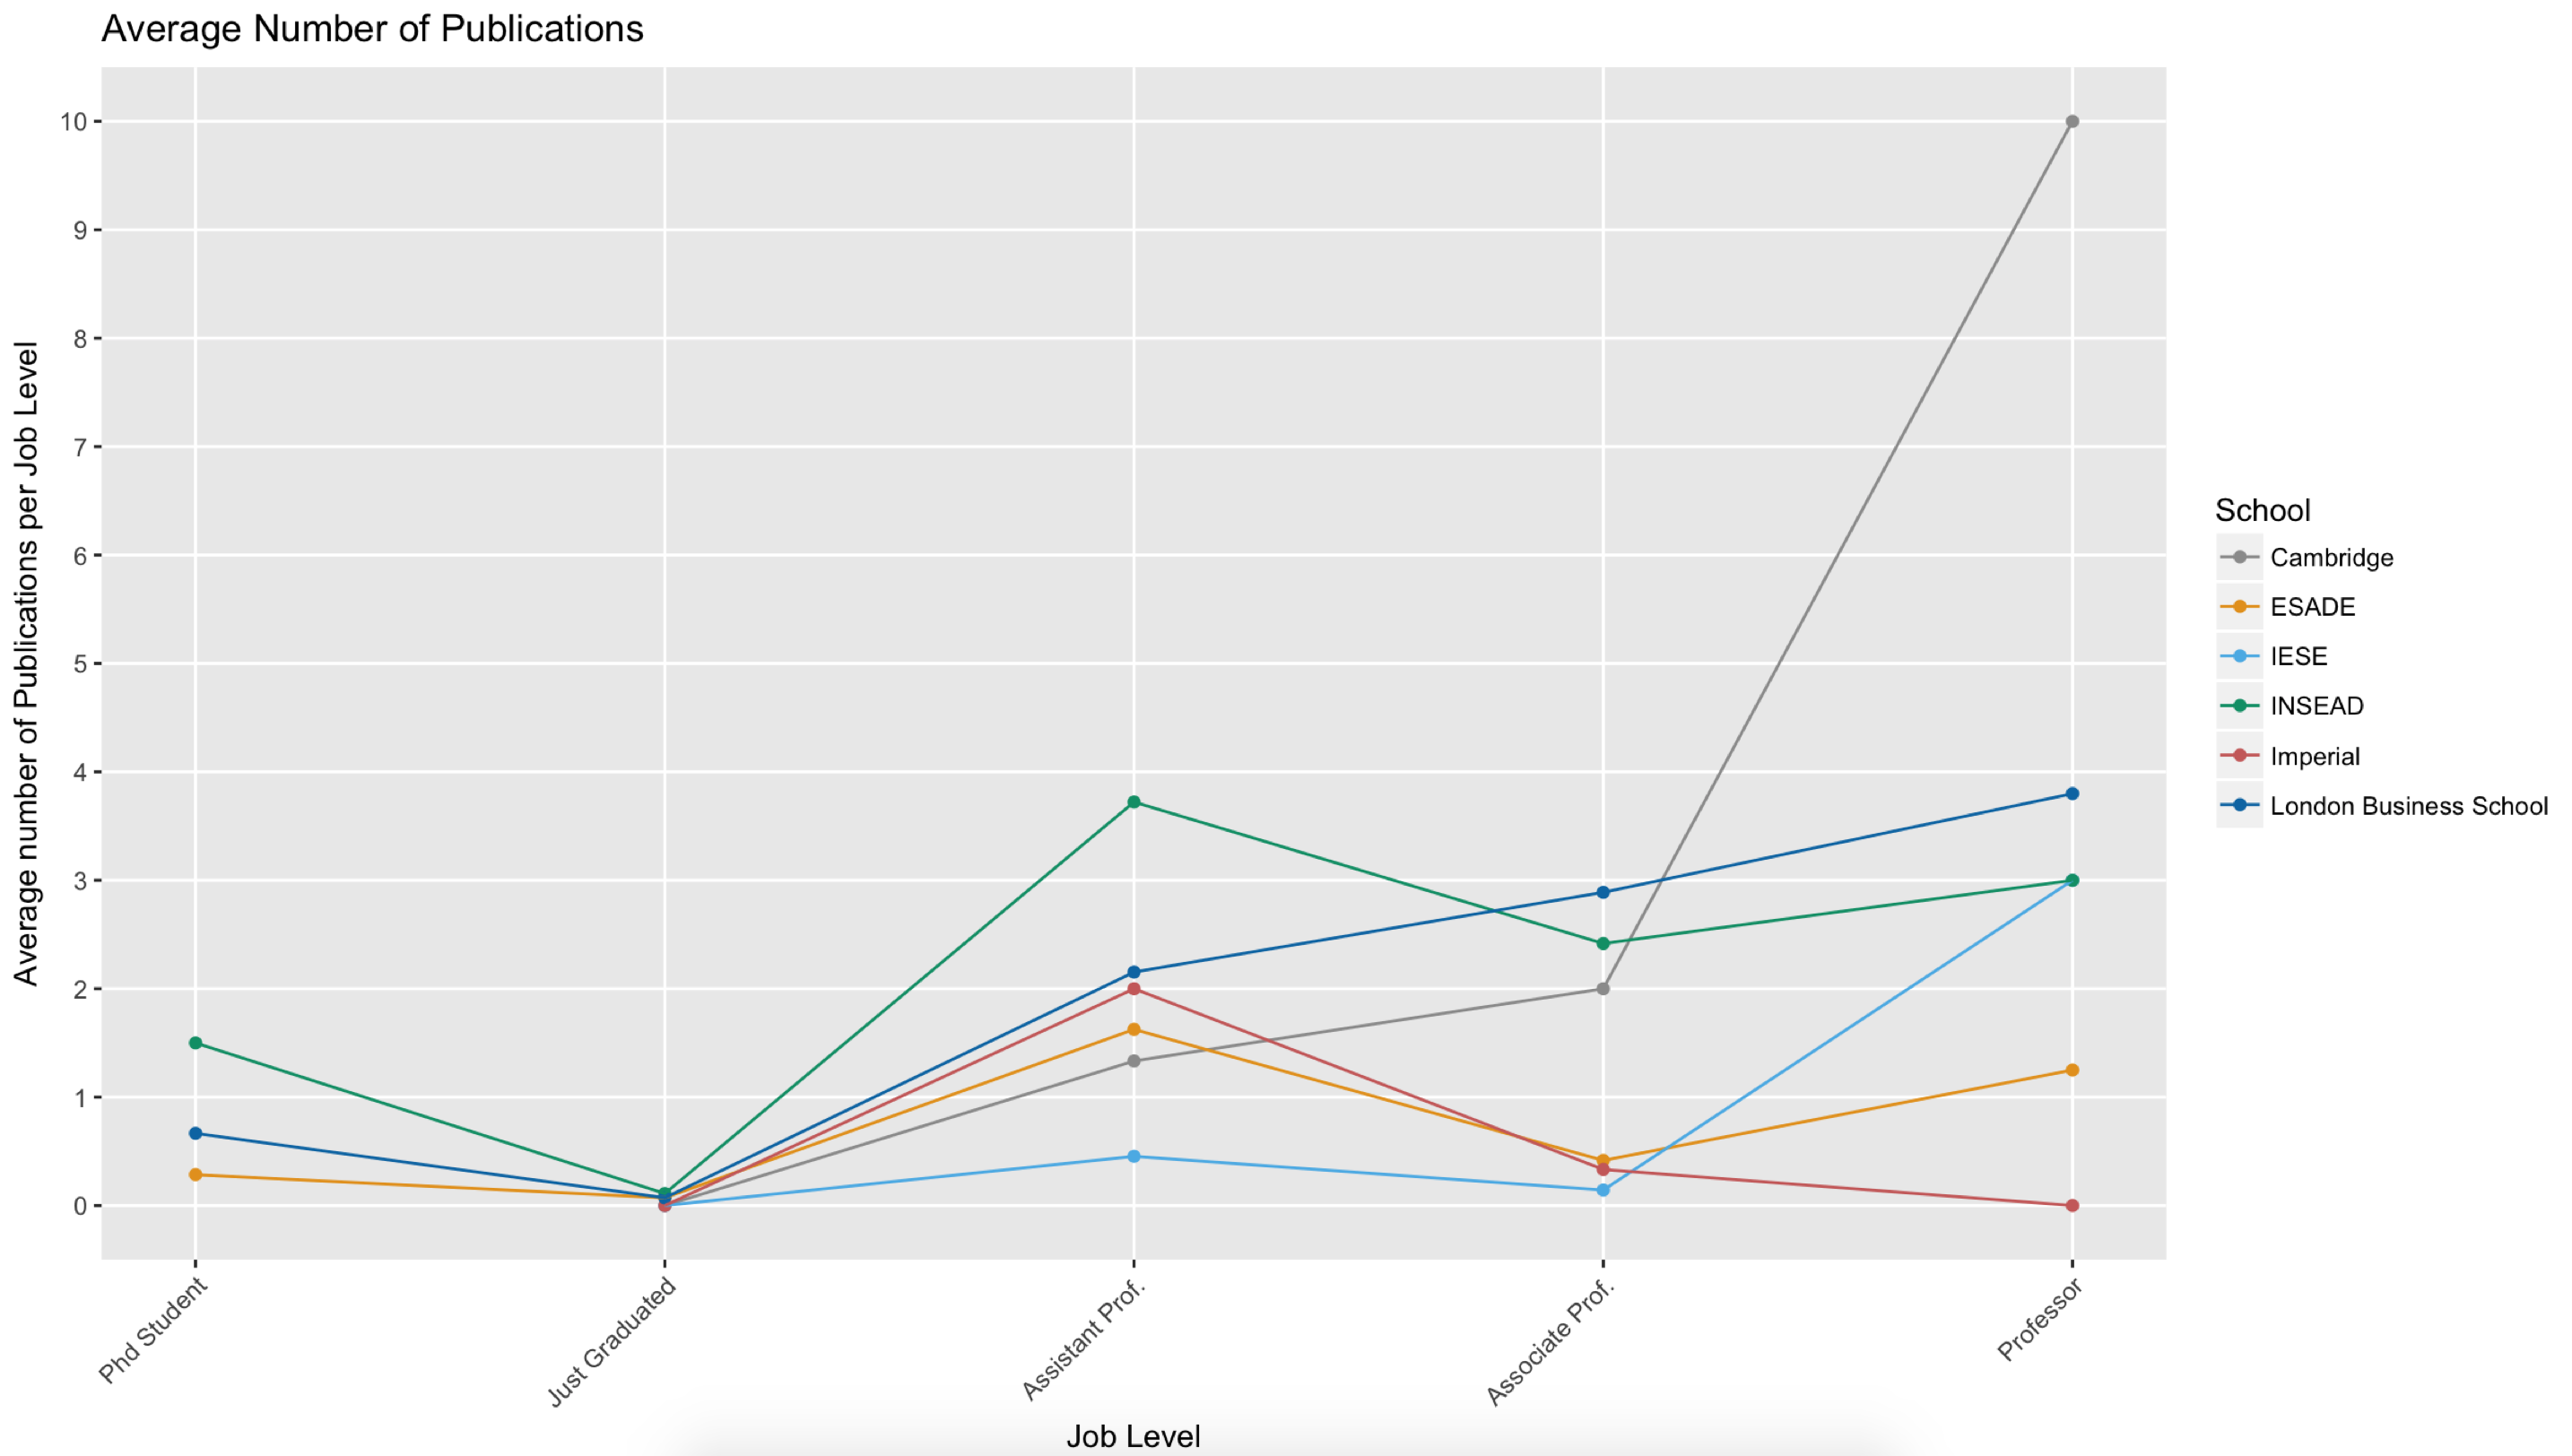 Average Number of Publications
Average number of Publications per Job Level
10
9
8
7
6
5
4
3
2
1
0
Phd Student
Just Graduated
Assistant Prof.
Associate Prof.
Professor
Job Level
School
Cambridge
ESADE
IESE
INSEAD
Imperial
London Business School